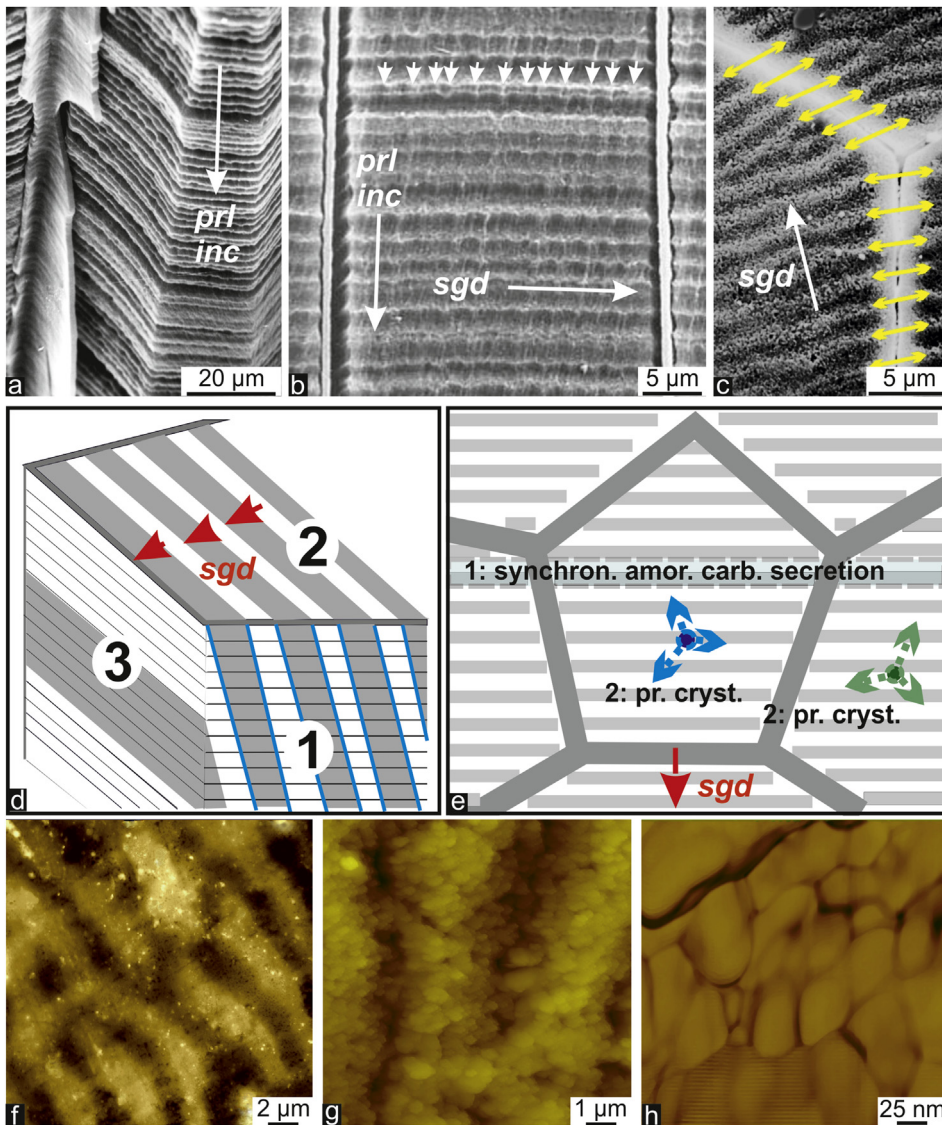 prl
inc
a
20 µm
prl
inc
sgd
b
5 µm
sgd
c
5 µm
sgd
2
3
1
d
1: synchron. amor. carb. secretion
2: pr. cryst.
2: pr. cryst.
sgd
e
f
2 µm
g
1 µm
h
25 nm